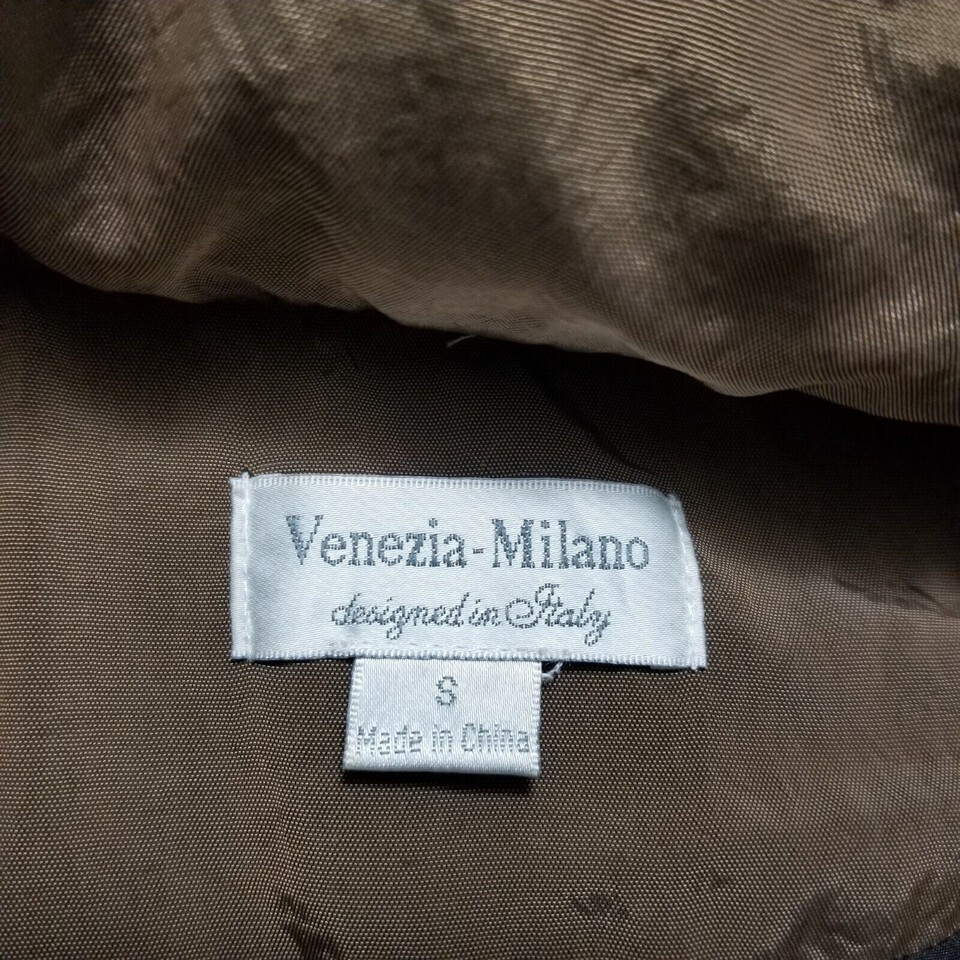 Venezia-Milano
designed in Italy
S
Made in China